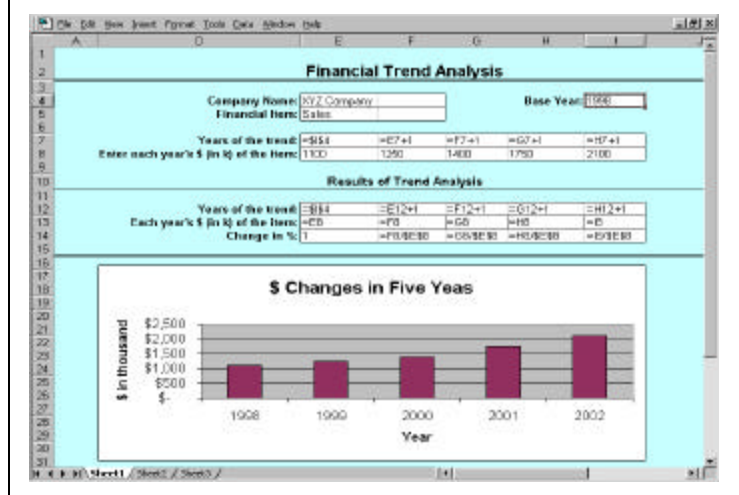 File Edit View Insert Format Tools Data Window Help
A D E F G H I
Financial Trend Analysis
Company Name: XYZ Company Base Year: 1998
Financial Item: Sales
Years of the trend: =$I$4 =E7+1 =F7+1 =G7+1 =H7+1
Enter each year's $ (in k) of the item: 1100 1250 1400 1750 2100
Results of Trend Analysis
Years of the trend: =$I$4 =E12+1 =F12+1 =G12+1 =H12+1
Each year's $ (in k) of the item: =E8 =F8 =G8 =H8 =I8
Change in %: 1 =F8/$E$8 =G8/$E$8 =H8/$E$8 =I8/$E$8
$ Changes in Five Yeas
$ in thousand
$2,500
$2,000
$1,500
$1,000
$500
$-
1998 1999 2000 2001 2002
Year
Sheet1 / Sheet2 / Sheet3 /